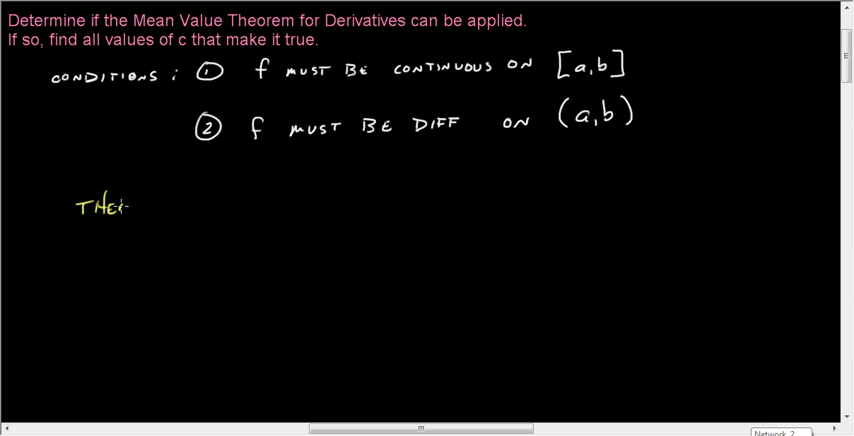 Determine if the Mean Value Theorem for Derivatives can be applied.
If so, find all values of c that make it true.
CONDITIONS : ① f MUST BE CONTINUOUS ON [a,b]
② f MUST BE DIFF ON (a,b)
Network 2